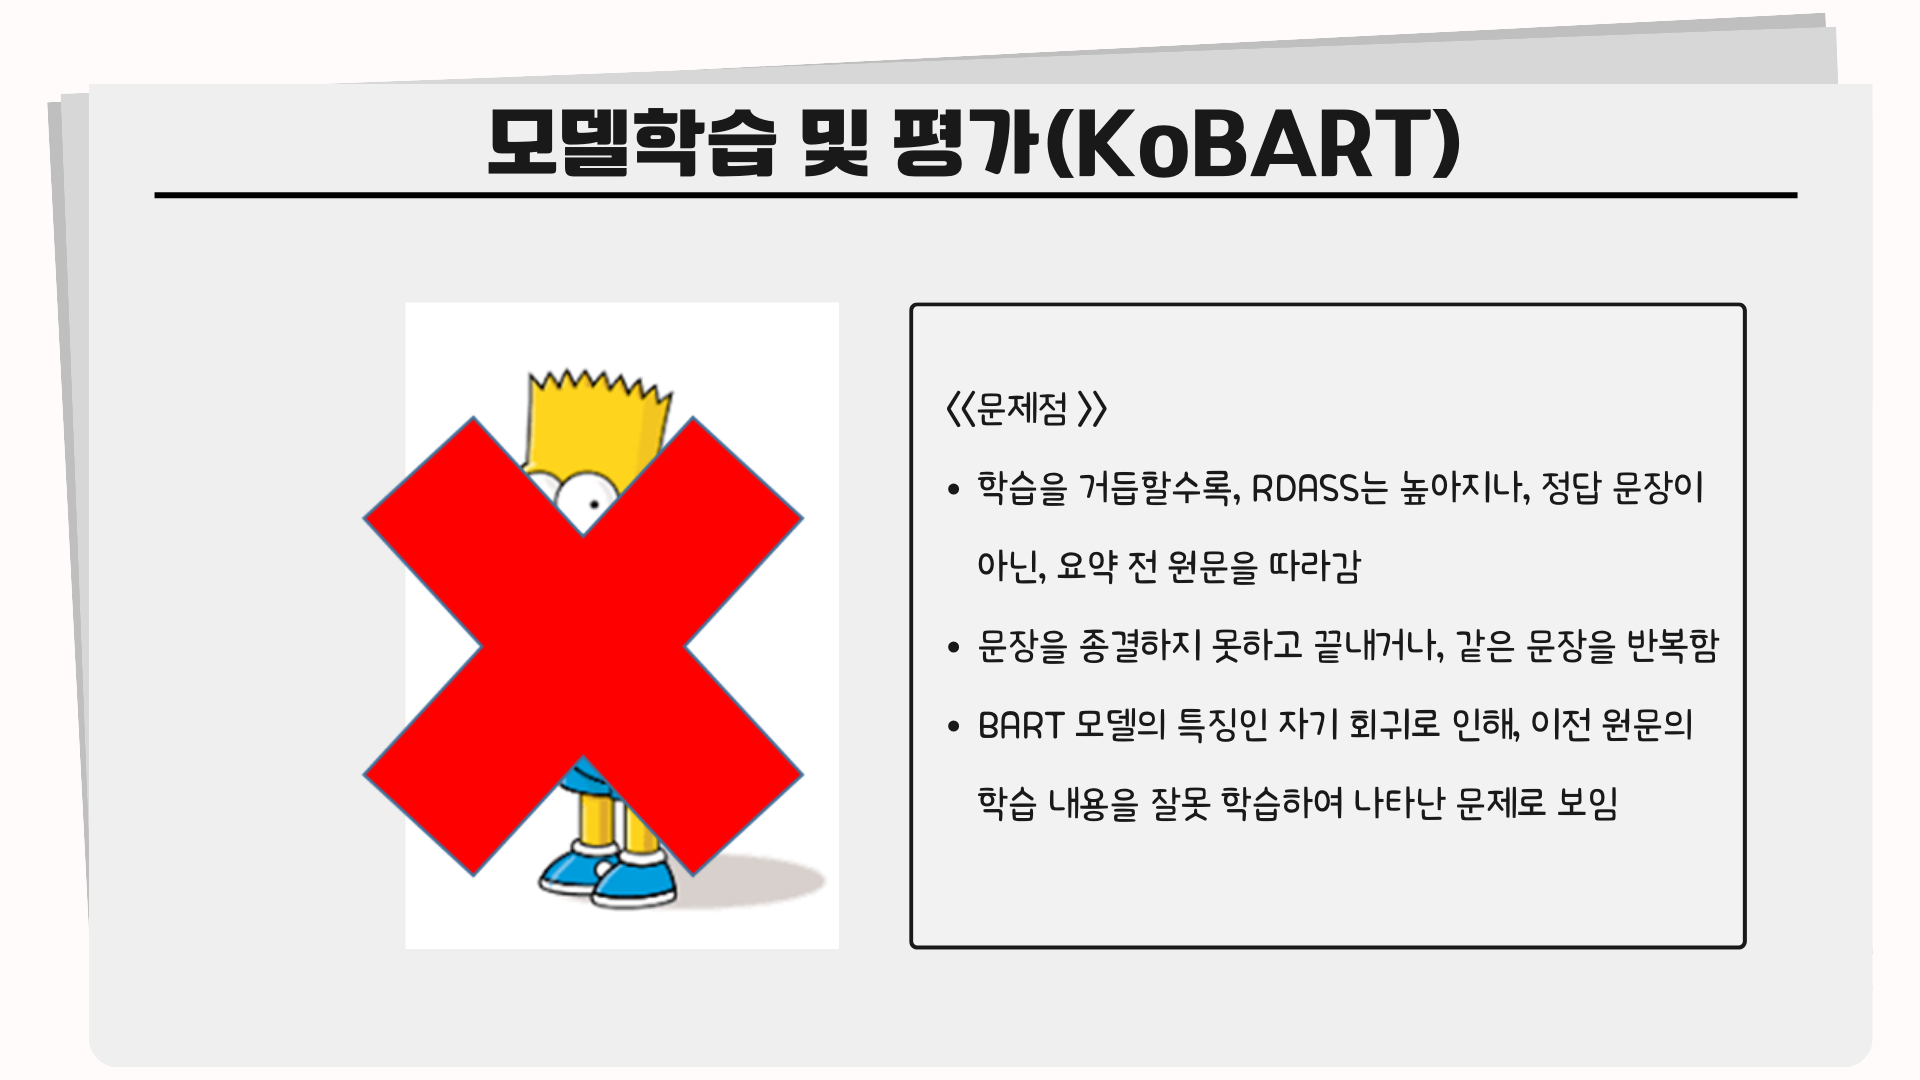 모델학습 및 평가(KoBART)
<<문제점 >>
• 학습을 거듭할수록, RDASS는 높아지나, 정답 문장이
아닌, 요약 전 원문을 따라감
• 문장을 종결하지 못하고 끝내거나, 같은 문장을 반복함
• BART 모델의 특징인 자기 회귀로 인해, 이전 원문의
학습 내용을 잘못 학습하여 나타난 문제로 보임